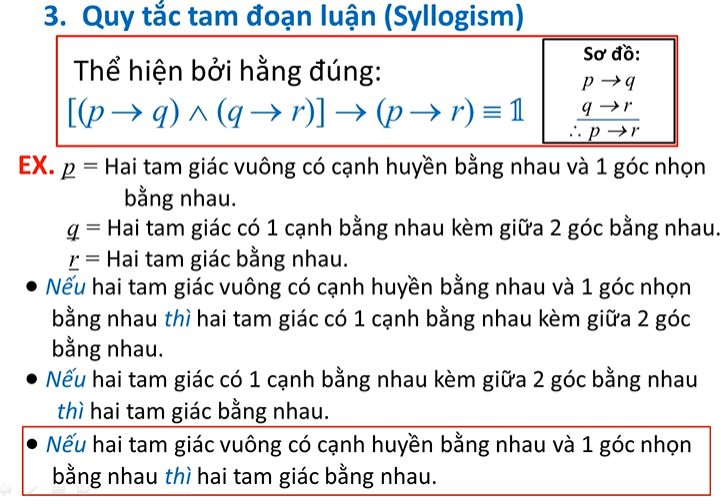 3. Quy tắc tam đoạn luận (Syllogism)
Thể hiện bởi hằng đúng:
[(p → q) ∧ (q → r)] → (p → r) ≡ 𝟙
Sơ đồ:
p → q
q → r
∴ p → r
EX. p = Hai tam giác vuông có cạnh huyền bằng nhau và 1 góc nhọn
bằng nhau.
q = Hai tam giác có 1 cạnh bằng nhau kèm giữa 2 góc bằng nhau.
r = Hai tam giác bằng nhau.
• Nếu hai tam giác vuông có cạnh huyền bằng nhau và 1 góc nhọn
bằng nhau thì hai tam giác có 1 cạnh bằng nhau kèm giữa 2 góc
bằng nhau.
• Nếu hai tam giác có 1 cạnh bằng nhau kèm giữa 2 góc bằng nhau
thì hai tam giác bằng nhau.
• Nếu hai tam giác vuông có cạnh huyền bằng nhau và 1 góc nhọn
bằng nhau thì hai tam giác bằng nhau.